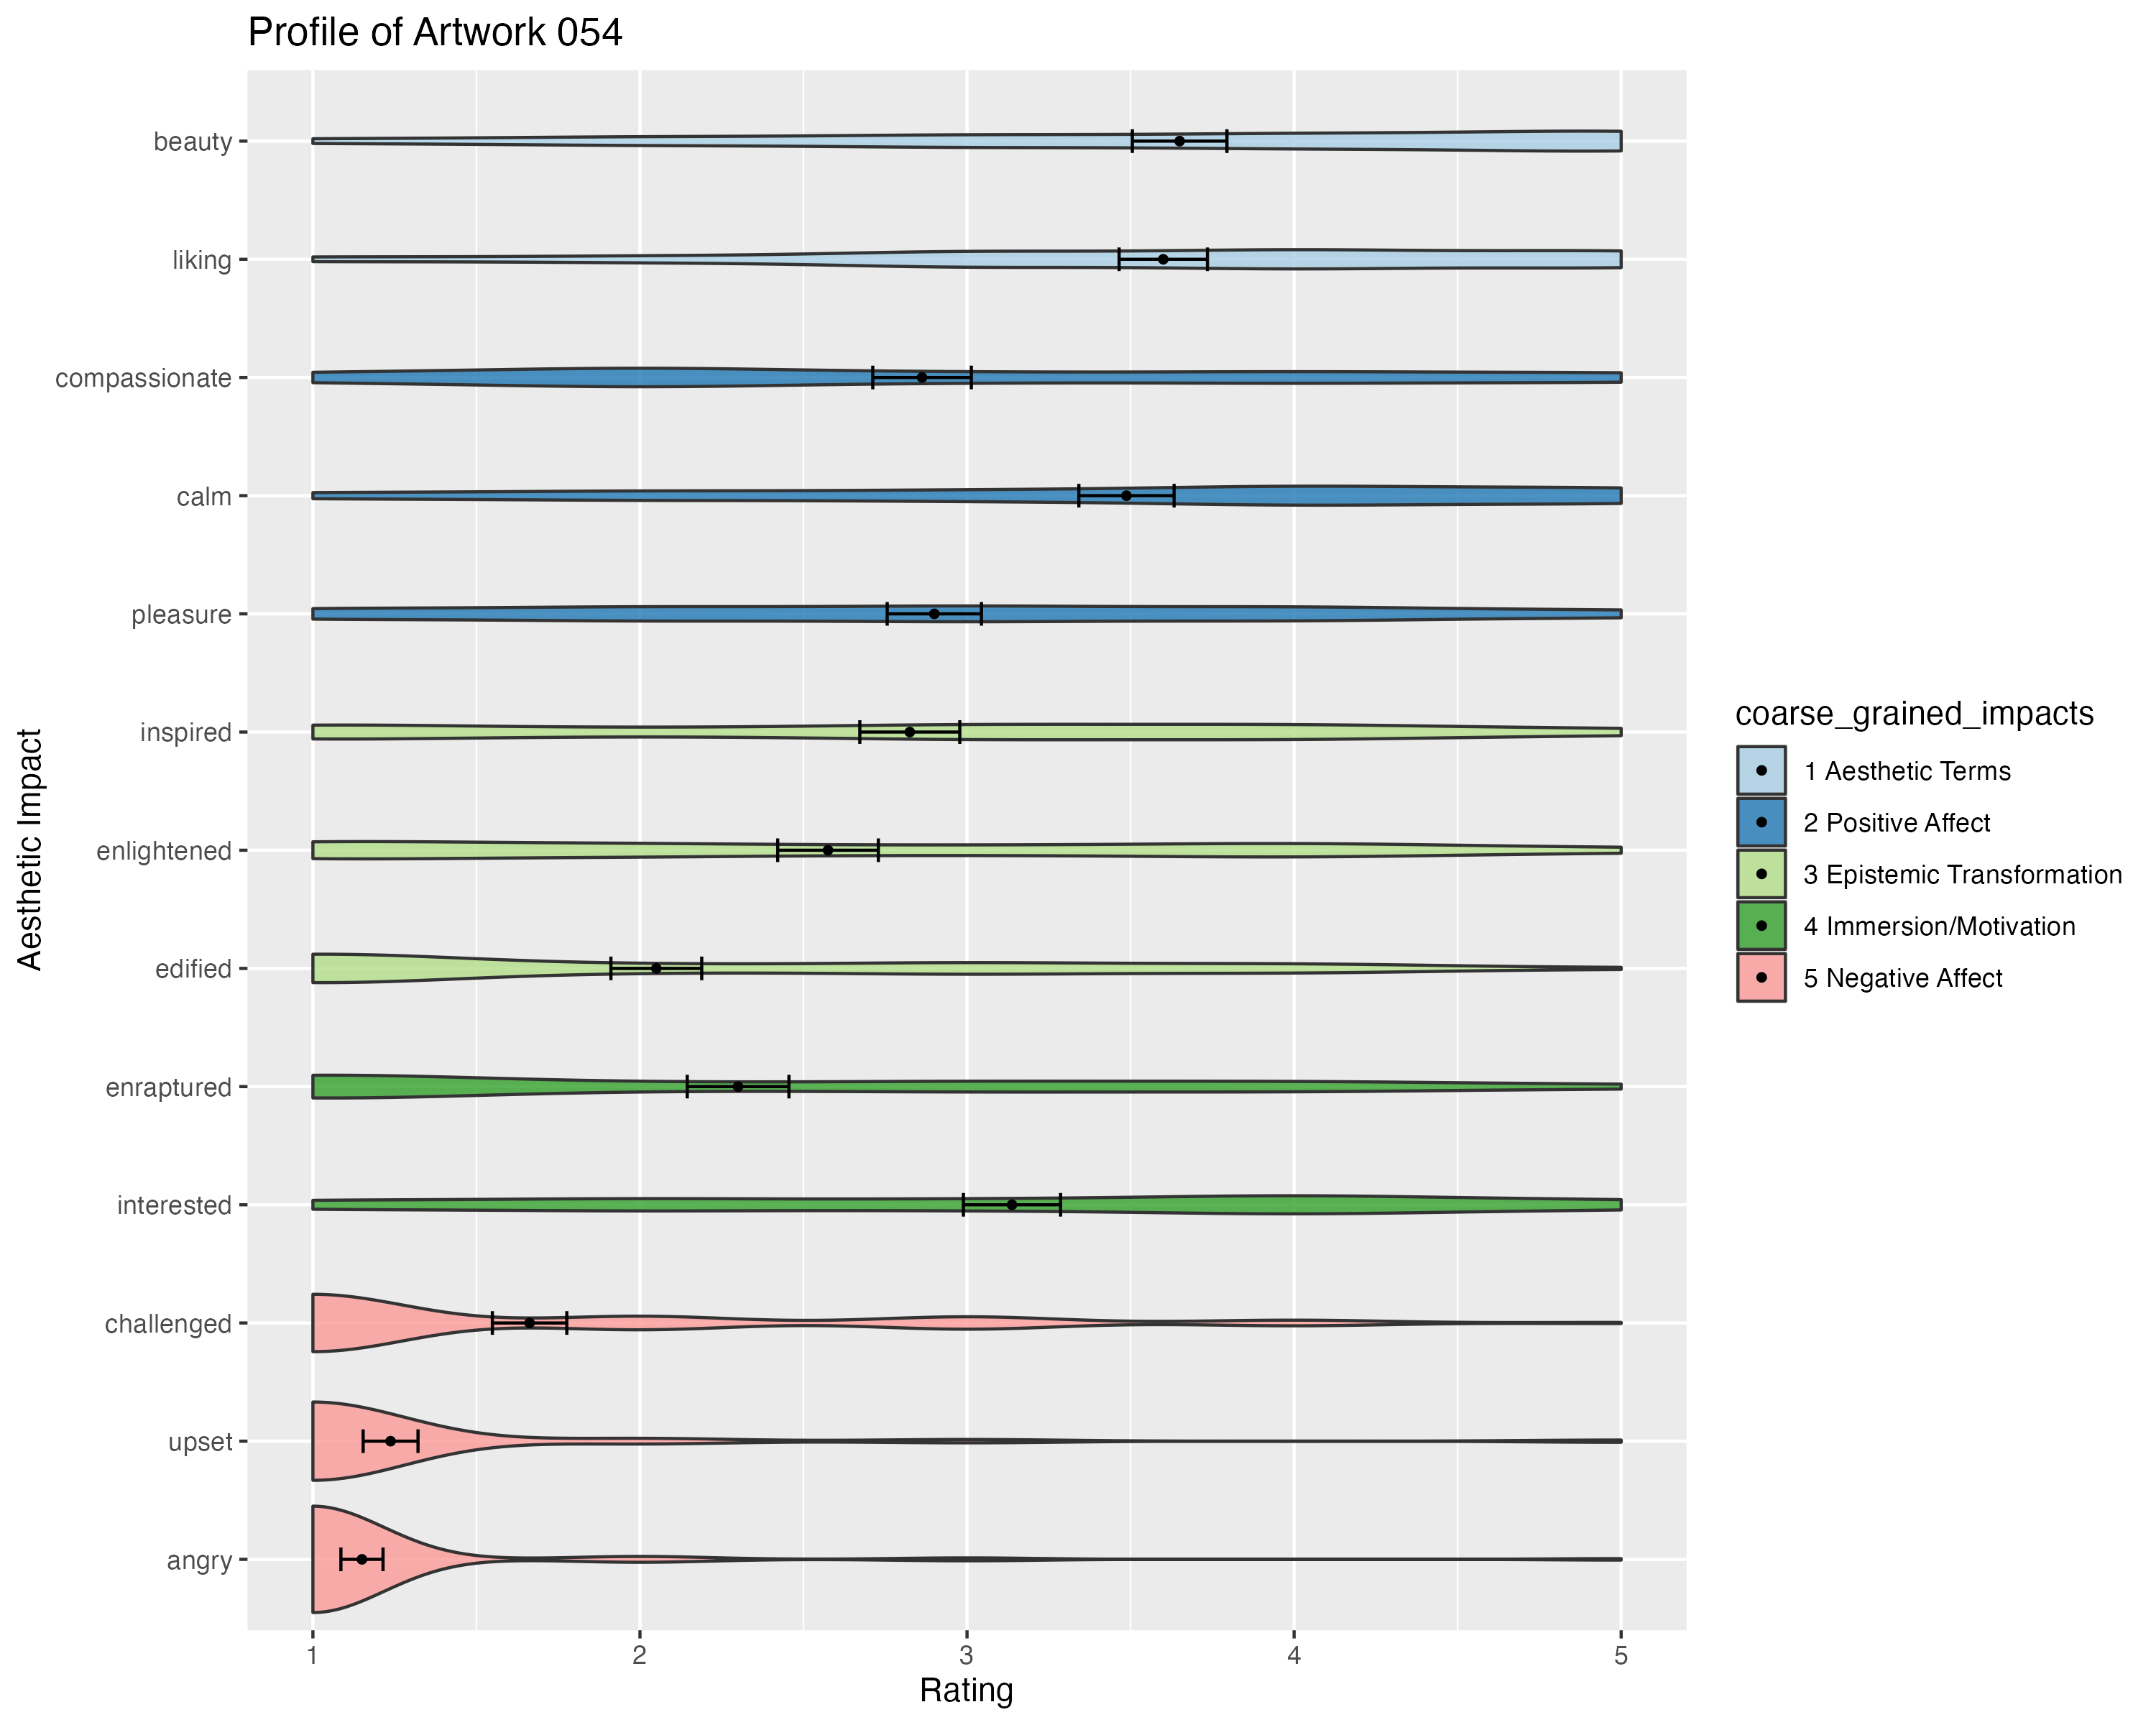 Profile of Artwork 054
Aesthetic Impact
beauty
liking
compassionate
calm
pleasure
inspired
enlightened
edified
enraptured
interested
challenged
upset
angry
1 2 3 4 5
Rating
coarse_grained_impacts
1 Aesthetic Terms
2 Positive Affect
3 Epistemic Transformation
4 Immersion/Motivation
5 Negative Affect